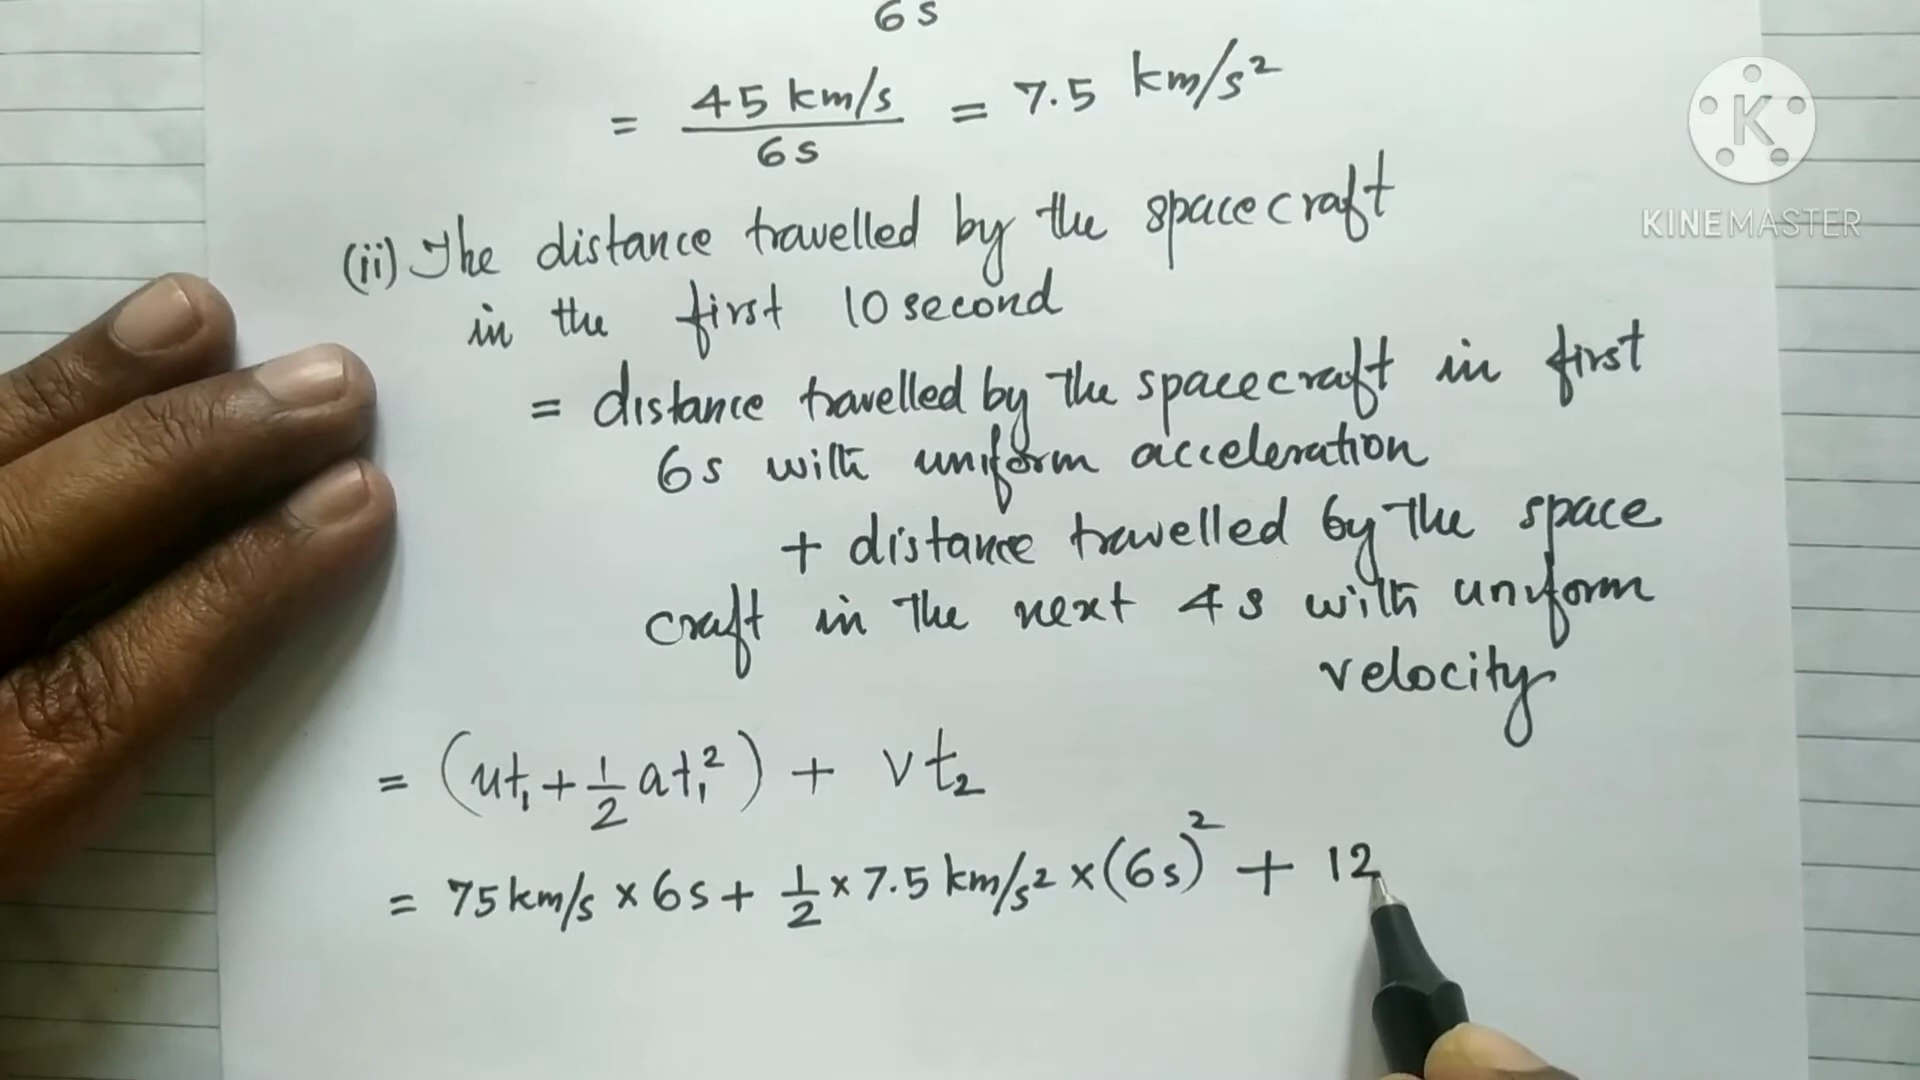 6s
= 45 km/s / 6s = 7.5 km/s²
(ii) The distance travelled by the spacecraft
in the first 10 second
= distance travelled by the spacecraft in first
6s with uniform acceleration
+ distance travelled by the space
craft in the next 4s with uniform
velocity
= (ut₁ + 1/2 at₁²) + vt₂
= 75 km/s × 6s + 1/2 × 7.5 km/s² × (6s)² + 12
K
KINEMASTER